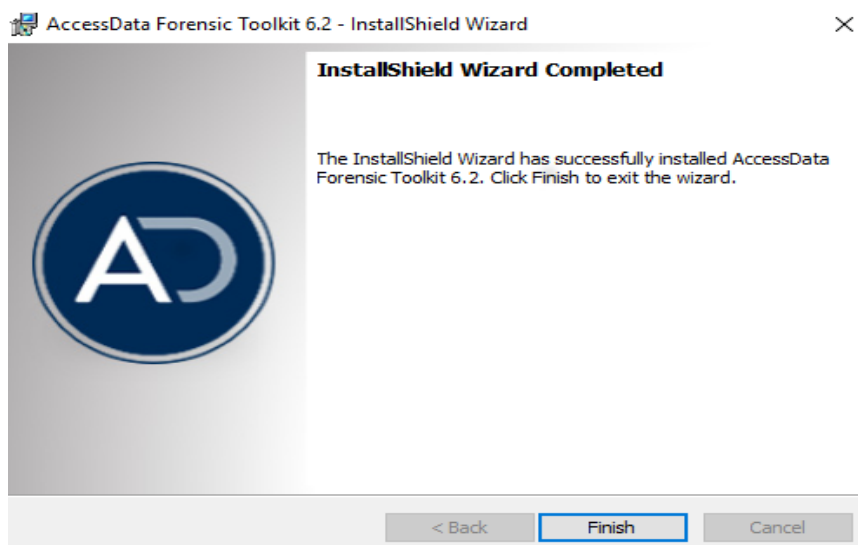 AccessData Forensic Toolkit 6.2 - InstallShield Wizard
InstallShield Wizard Completed
The InstallShield Wizard has successfully installed AccessData
Forensic Toolkit 6.2. Click Finish to exit the wizard.
AD
< Back
Finish
Cancel